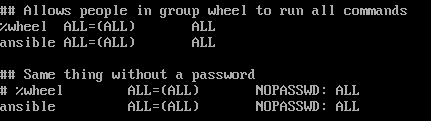 ## Allows people in group wheel to run all commands
%wheel ALL=(ALL) ALL
ansible ALL=(ALL) ALL
## Same thing without a password
# %wheel ALL=(ALL) NOPASSWD: ALL
ansible ALL=(ALL) NOPASSWD: ALL